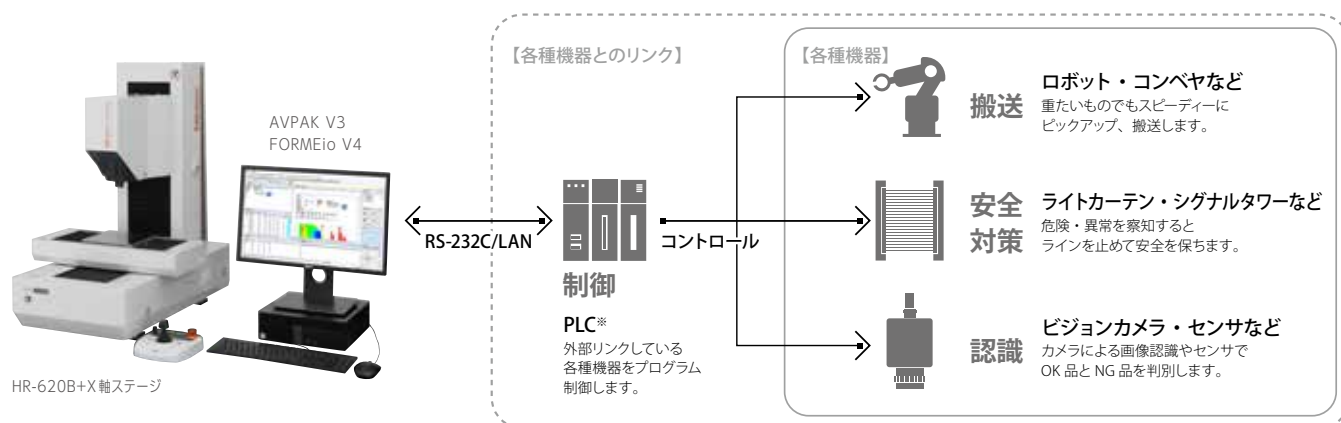 【各種機器とのリンク】
【各種機器】
AVPAK V3
FORMEio V4
HR-620B+X軸ステージ
RS-232C/LAN
制御
PLC※
外部リンクしている
各種機器をプログラム
制御します。
コントロール
搬送
ロボット・コンベヤなど
重たいものでもスピーディーに
ピックアップ、搬送します。
安全
対策
ライトカーテン・シグナルタワーなど
危険・異常を察知すると
ラインを止めて安全を保ちます。
認識
ビジョンカメラ・センサなど
カメラによる画像認識やセンサで
OK品とNG品を判別します。